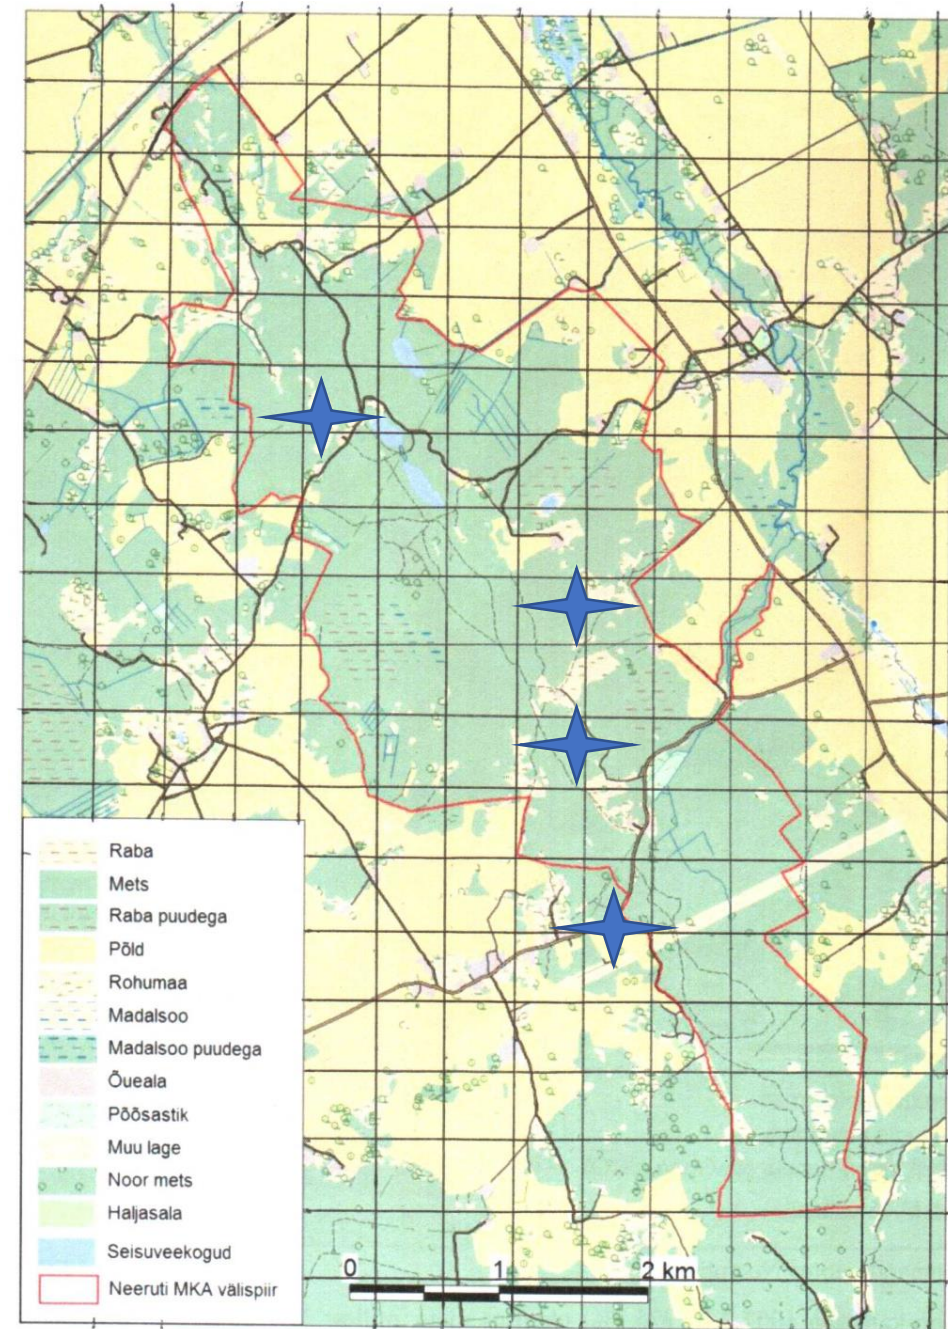 Raba
Mets
Raba puudega
Põld
Rohumaa
Madalsoo
Madalsoo puudega
Õueala
Põõsastik
Muu lage
Noor mets
Haljasala
Seisuveekogud
Neeruti MKA välispiir
0 1 2 km